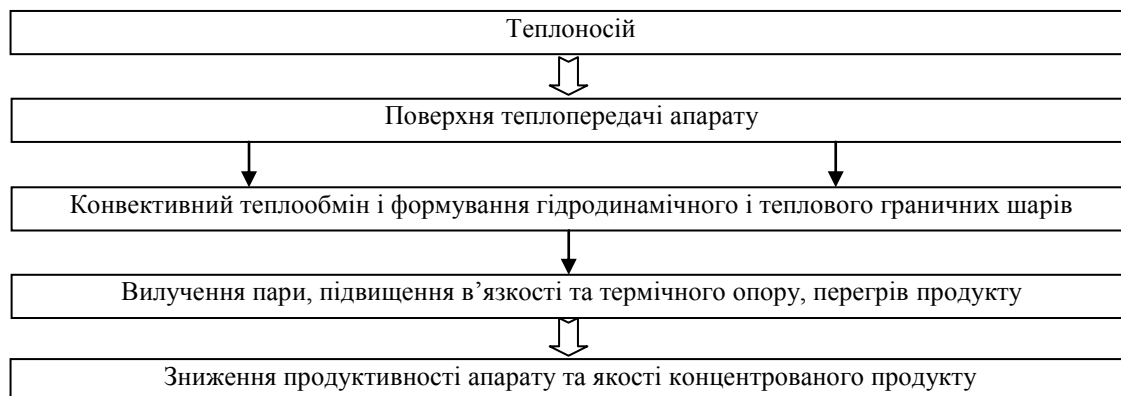 Теплоносій
Поверхня теплопередачі апарату
Конвективний теплообмін і формування гідродинамічного і теплового граничних шарів
Вилучення пари, підвищення в’язкості та термічного опору, перегрів продукту
Зниження продуктивності апарату та якості концентрованого продукту